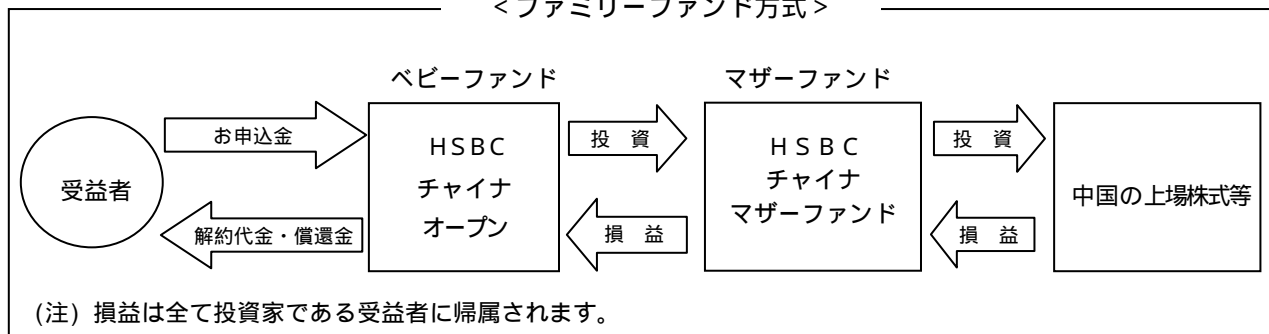 <ファミリーファンド方式>
ベビーファンド
マザーファンド
受益者
お申込金
解約代金・償還金
HSBC
チャイナ
オープン
投 資
損 益
HSBC
チャイナ
マザーファンド
投 資
損 益
中国の上場株式等
(注) 損益は全て投資家である受益者に帰属されます。